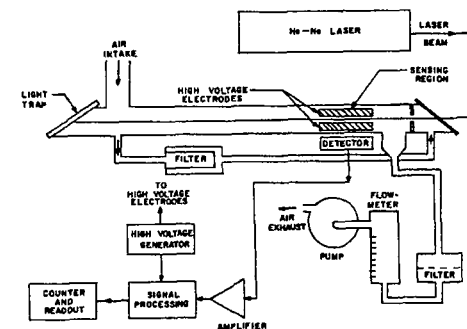 He-Ne LASER
LASER
BEAM
AIR
INTAKE
SENSING
REGION
HIGH VOLTAGE
ELECTRODES
LIGHT
TRAP
DETECTOR
FILTER
TO
HIGH VOLTAGE
ELECTRODES
FLOW-
METER
AIR
EXHAUST
HIGH VOLTAGE
GENERATOR
PUMP
FILTER
COUNTER
AND
READOUT
SIGNAL
PROCESSING
AMPLIFIER